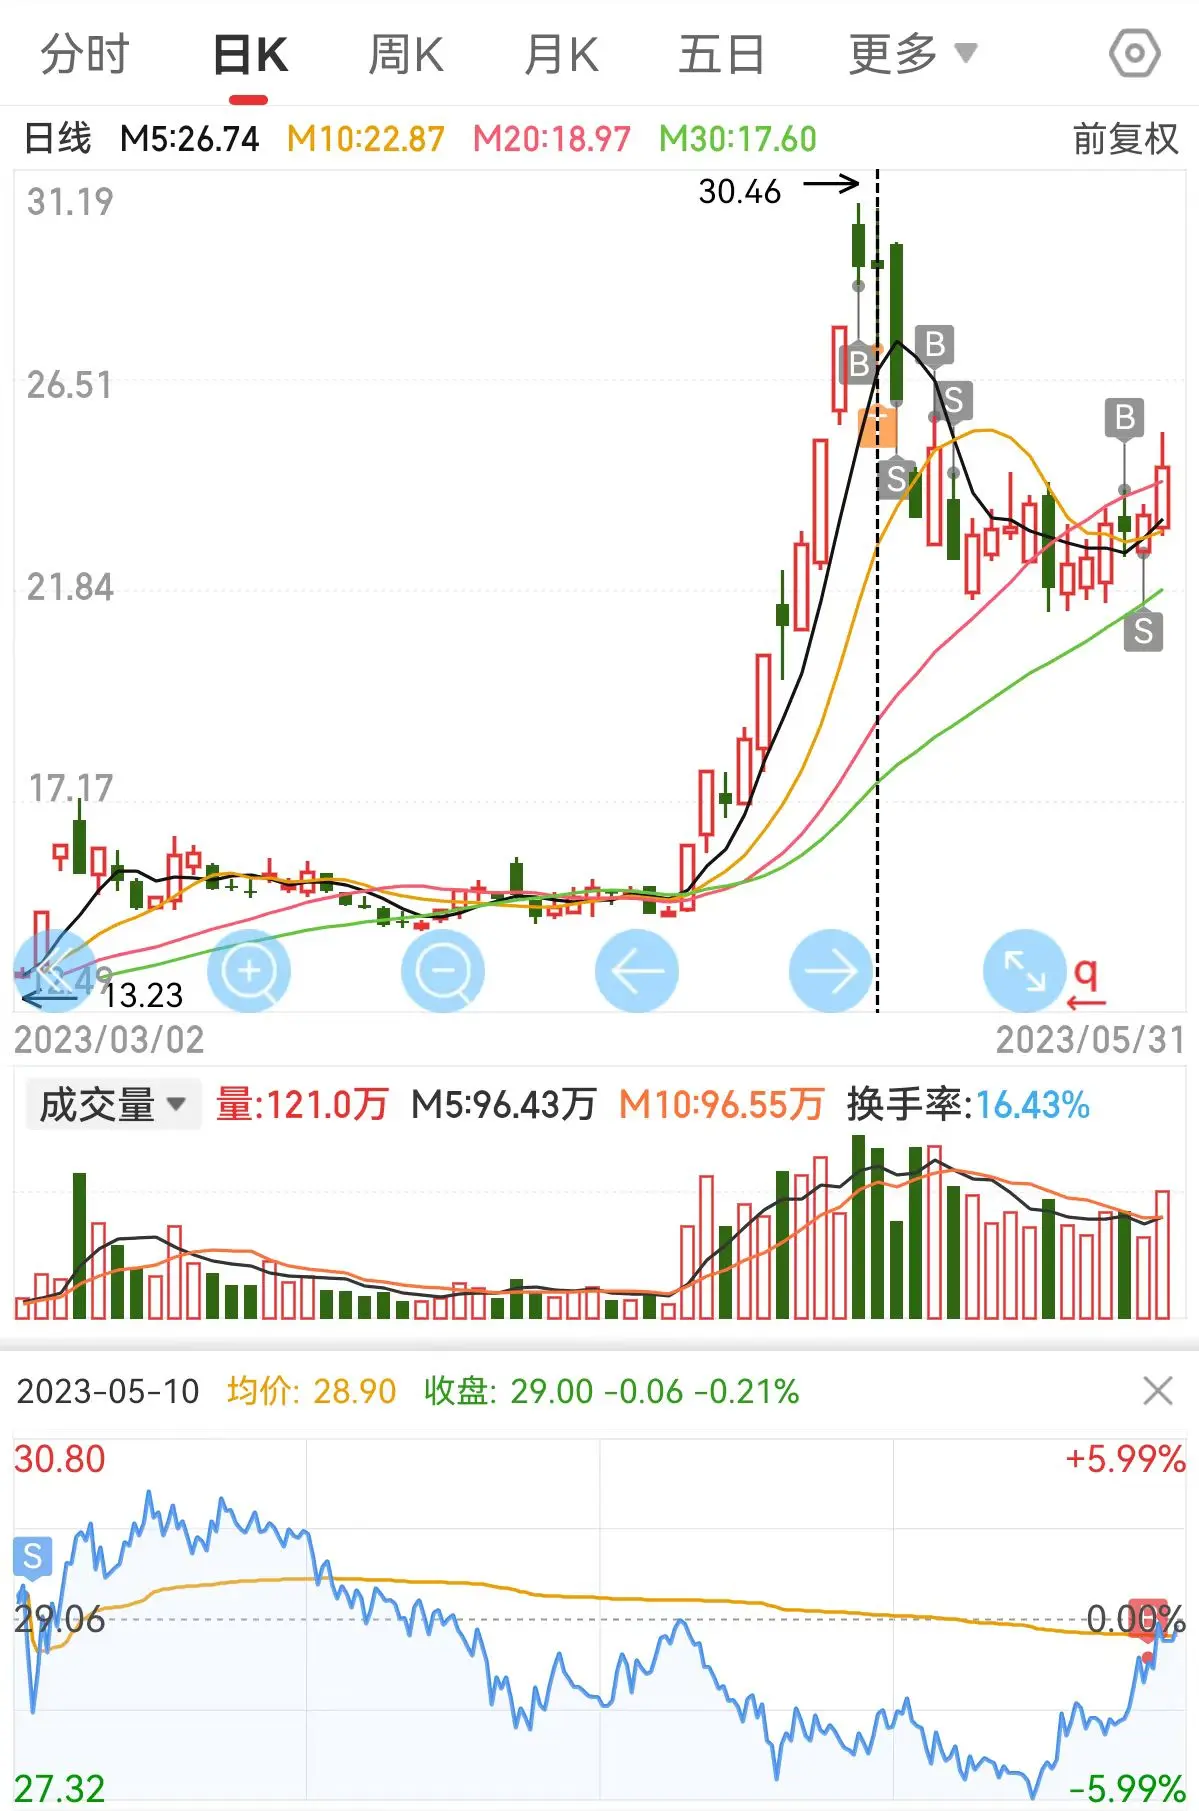 分时 日K 周K 月K 五日 更多
日线 M5:26.74 M10:22.87 M20:18.97 M30:17.60 前复权
31.19
30.46
26.51
B
B
S
B
S
21.84
S
17.17
12.49
13.23
q
2023/03/02 2023/05/31
成交量 量:121.0万 M5:96.43万 M10:96.55万 换手率:16.43%
2023-05-10 均价: 28.90 收盘: 29.00 -0.06 -0.21%
30.80 +5.99%
S
29.06 0.00%
27.32 -5.99%